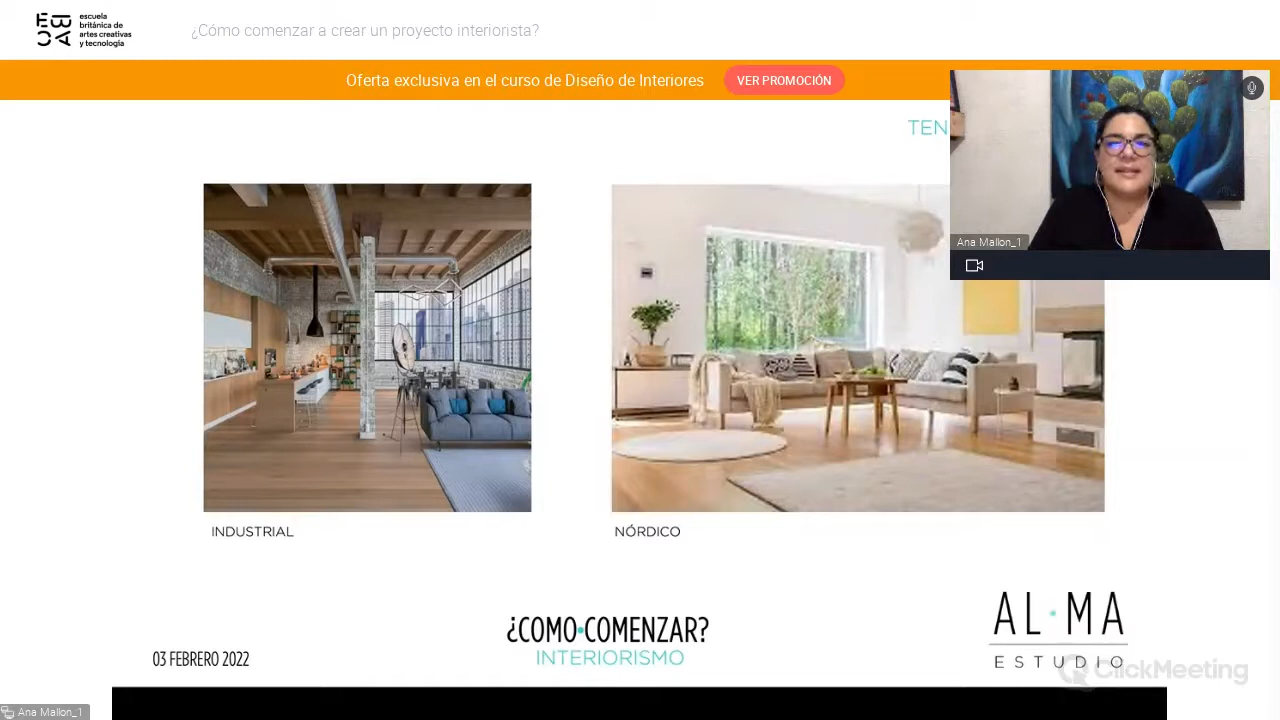 escuela
británica de
artes creativas
y tecnología
EBAC
¿Cómo comenzar a crear un proyecto interiorista?
Oferta exclusiva en el curso de Diseño de Interiores
VER PROMOCIÓN
TEN
Ana Mallon_1
INDUSTRIAL
NÓRDICO
03 FEBRERO 2022
¿COMO·COMENZAR?
INTERIORISMO
AL·MA
ESTUDIO
ClickMeeting
Ana Mallon_1